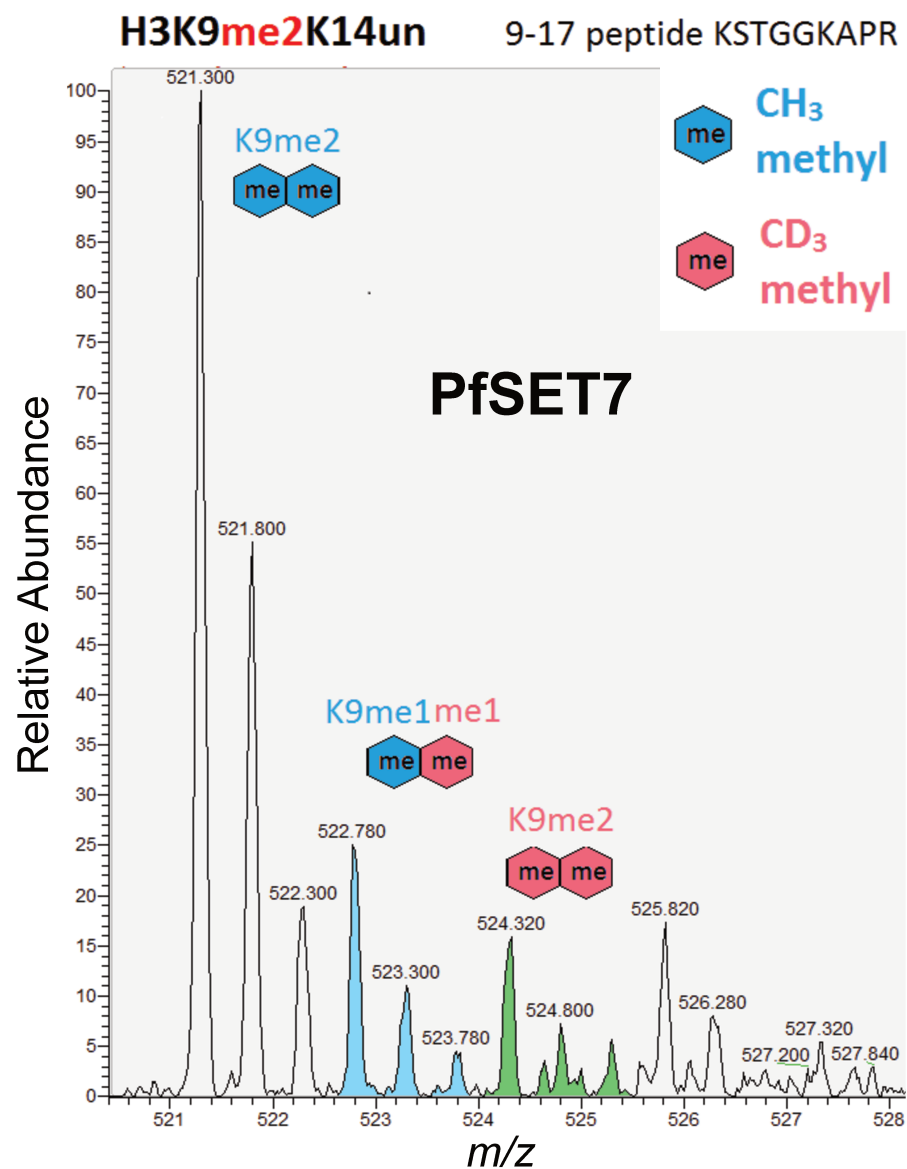 H3K9me2K14un
9-17 peptide KSTGGKAPR
CH₃
methyl
CD₃
methyl
me
me
PfSET7
K9me2
me me
K9me1me1
me me
K9me2
me me
521.300
521.800
522.300
522.780
523.300
523.780
524.320
524.800
525.820
526.280
527.200
527.320
527.840
Relative Abundance
100
95
90
85
80
75
70
65
60
55
50
45
40
35
30
25
20
15
10
5
0
521 522 523 524 525 526 527 528
m/z